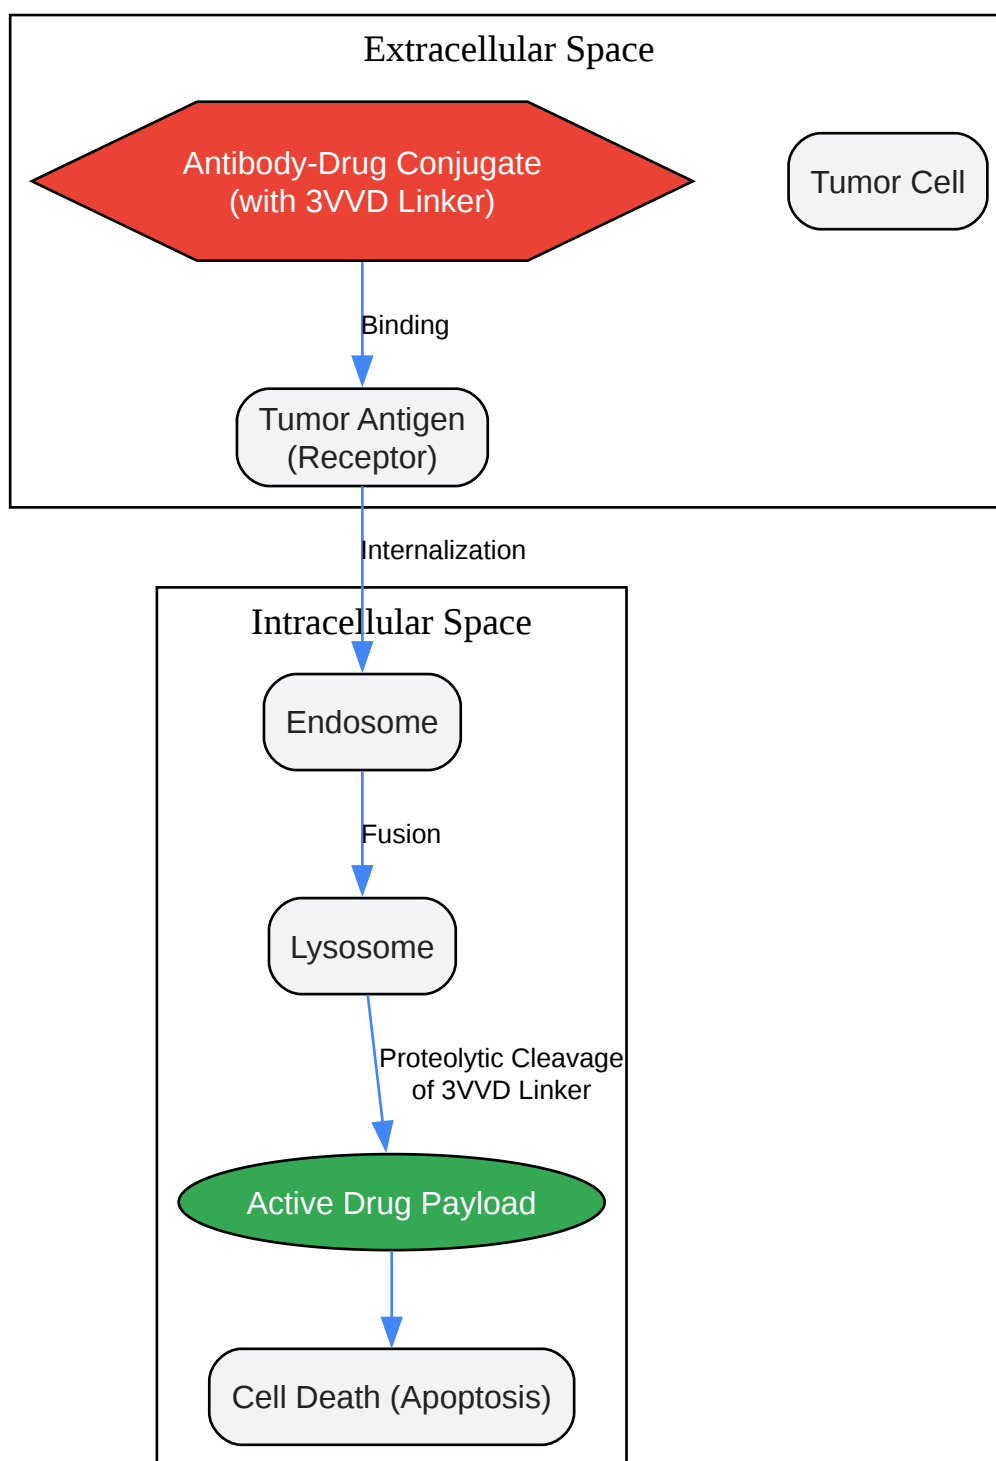 Extracellular Space
Antibody-Drug Conjugate
(with 3VVD Linker)
Tumor Cell
Binding
Tumor Antigen
(Receptor)
Internalization
Intracellular Space
Endosome
Fusion
Lysosome
Proteolytic Cleavage
of 3VVD Linker
Active Drug Payload
Cell Death (Apoptosis)